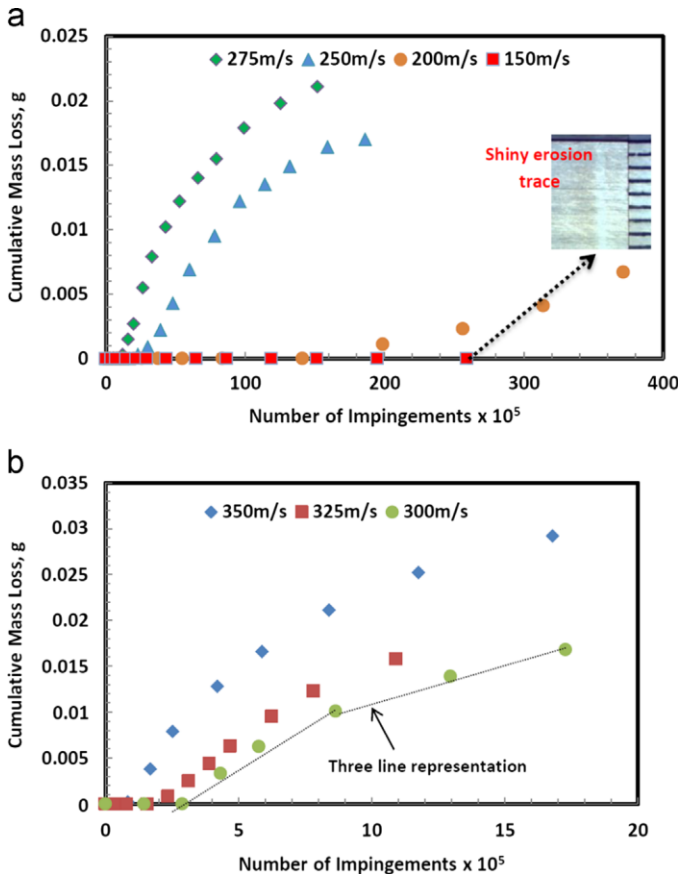 a
0.025
0.02
0.015
0.01
0.005
0
Cumulative Mass Loss, g
275m/s 250m/s 200m/s 150m/s
Shiny erosion
trace
0 100 200 300 400
Number of Impingements x 10⁵
b
0.035
0.03
0.025
0.02
0.015
0.01
0.005
0
Cumulative Mass Loss, g
350m/s 325m/s 300m/s
Three line representation
0 5 10 15 20
Number of Impingements x 10⁵